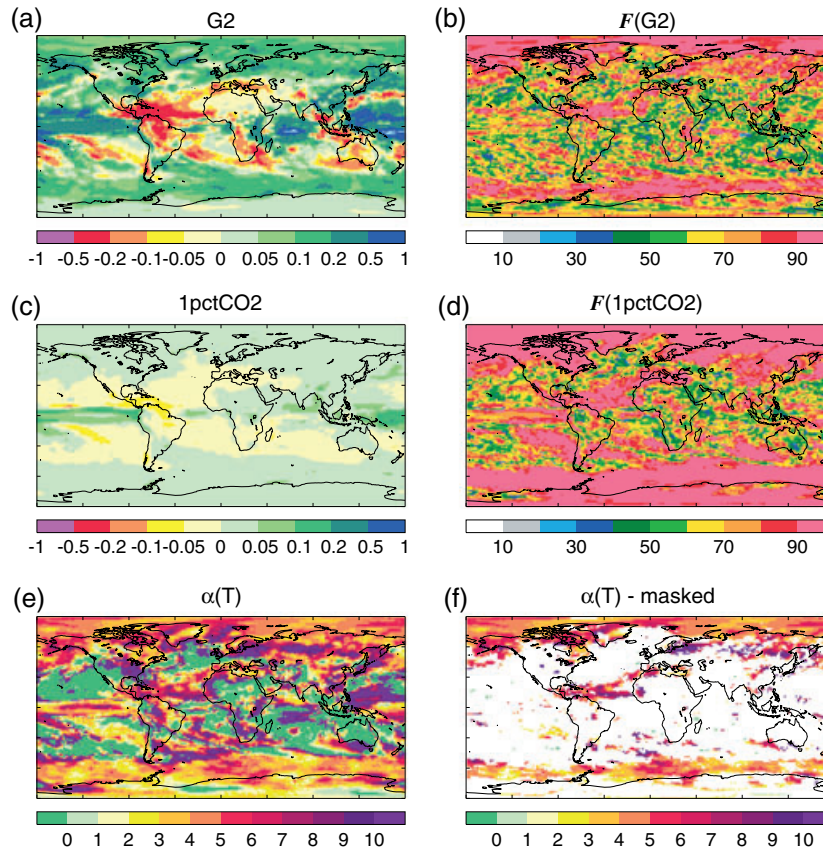 (a) G2
(b) F(G2)
-1 -0.5 -0.2 -0.1 -0.05 0 0.05 0.1 0.2 0.5 1
10 30 50 70 90
(c) 1pctCO2
(d) F(1pctCO2)
-1 -0.5 -0.2 -0.1 -0.05 0 0.05 0.1 0.2 0.5 1
10 30 50 70 90
(e) α(T)
(f) α(T) - masked
0 1 2 3 4 5 6 7 8 9 10
0 1 2 3 4 5 6 7 8 9 10